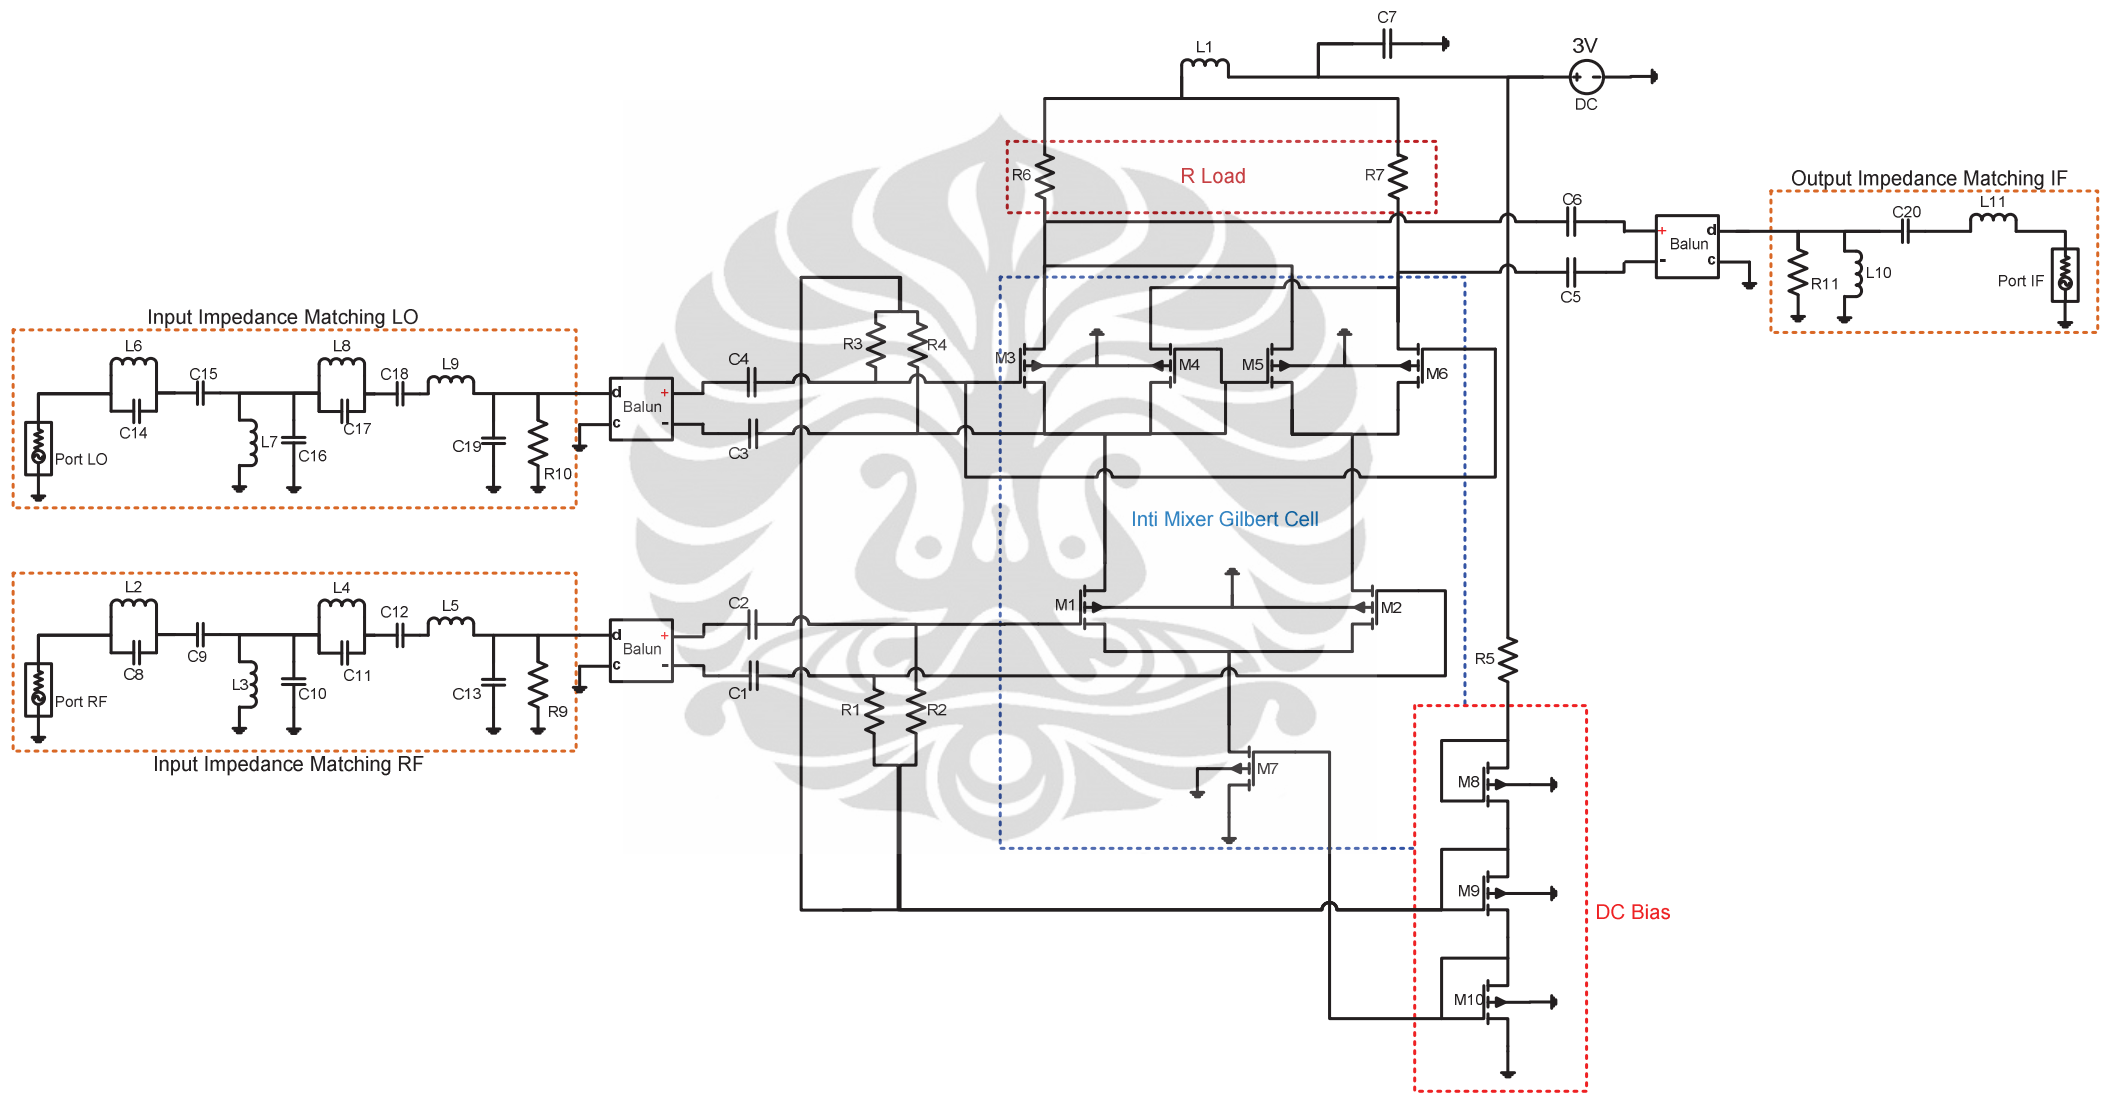 C7
L1
3V
+ -
DC
R6
R Load
R7
Output Impedance Matching IF
C6
C20
L11
+ d
Balun
- c
R11
L10
Port IF
C5
Input Impedance Matching LO
L6
C15
L8
C18
L9
C14
C17
L7
C16
C19
R10
Port LO
d +
Balun
c -
C4
C3
R3
R4
M3
M4
M5
M6
Inti Mixer Gilbert Cell
L2
C9
L4
C12
L5
C8
C11
L3
C10
C13
R9
Port RF
Input Impedance Matching RF
d +
Balun
c -
C2
C1
R1
R2
M1
M2
M7
R5
M8
M9
M10
DC Bias